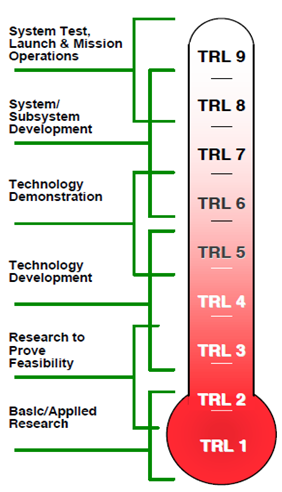 System Test,
Launch & Mission
Operations
System/
Subsystem
Development
Technology
Demonstration
Technology
Development
Research to
Prove
Feasibility
Basic/Applied
Research
TRL 9
TRL 8
TRL 7
TRL 6
TRL 5
TRL 4
TRL 3
TRL 2
TRL 1